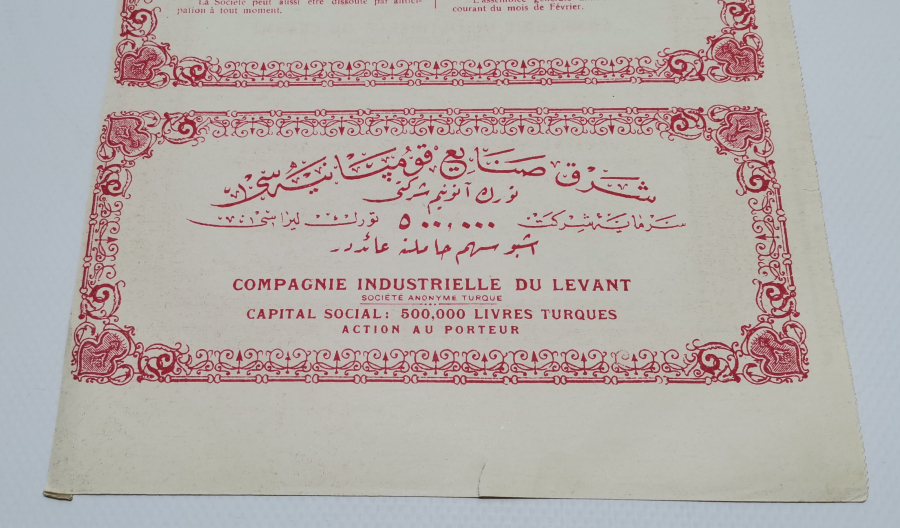 La Société peut aussi être dissoute par antici-
pation à tout moment.
L'assemblée générale
courant du mois de Février.
شرق صنایع قومپانیه‌سی
تورك آنونیم شركتی
سرمایهٔ شركت ٥٠٠,٠٠٠ تورك لیراسی
اشبو سهم حاملنه عائددر
COMPAGNIE INDUSTRIELLE DU LEVANT
SOCIÉTÉ ANONYME TURQUE
CAPITAL SOCIAL: 500,000 LIVRES TURQUES
ACTION AU PORTEUR